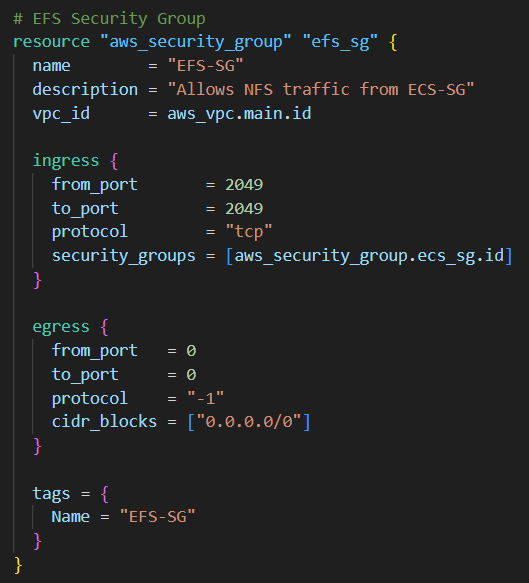 # EFS Security Group
resource "aws_security_group" "efs_sg" {
  name        = "EFS-SG"
  description = "Allows NFS traffic from ECS-SG"
  vpc_id      = aws_vpc.main.id

  ingress {
    from_port       = 2049
    to_port         = 2049
    protocol        = "tcp"
    security_groups = [aws_security_group.ecs_sg.id]
  }

  egress {
    from_port   = 0
    to_port     = 0
    protocol    = "-1"
    cidr_blocks = ["0.0.0.0/0"]
  }

  tags = {
    Name = "EFS-SG"
  }
}